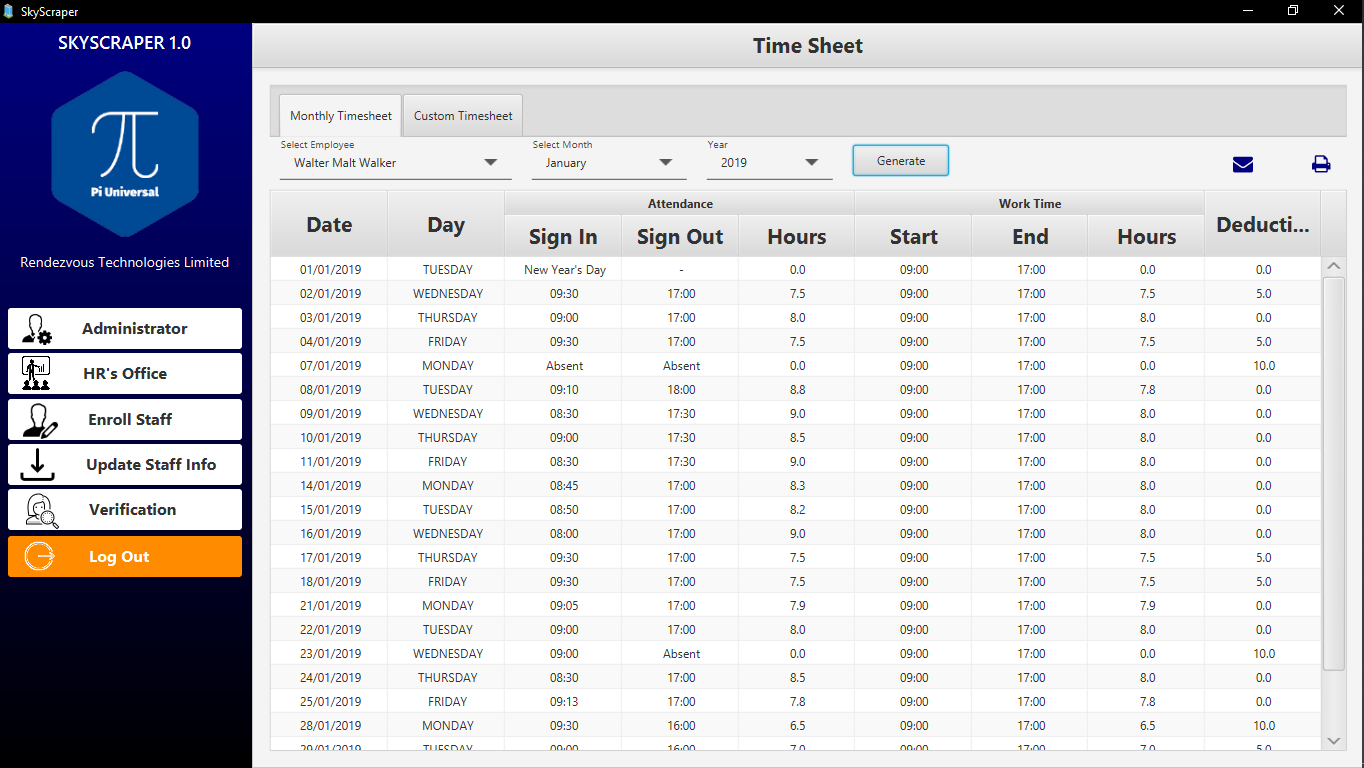 SkyScraper
SKYSCRAPER 1.0
Pi Universal
Rendezvous Technologies Limited
Administrator
HR's Office
Enroll Staff
Update Staff Info
Verification
Log Out
Time Sheet
Monthly Timesheet Custom Timesheet
Select Employee Select Month Year
Walter Malt Walker January 2019 Generate
Attendance Work Time
Date Day Sign In Sign Out Hours Start End Hours Deducti...
01/01/2019 TUESDAY New Year's Day - 0.0 09:00 17:00 0.0 0.0
02/01/2019 WEDNESDAY 09:30 17:00 7.5 09:00 17:00 7.5 5.0
03/01/2019 THURSDAY 09:00 17:00 8.0 09:00 17:00 8.0 0.0
04/01/2019 FRIDAY 09:30 17:00 7.5 09:00 17:00 7.5 5.0
07/01/2019 MONDAY Absent Absent 0.0 09:00 17:00 0.0 10.0
08/01/2019 TUESDAY 09:10 18:00 8.8 09:00 17:00 7.8 0.0
09/01/2019 WEDNESDAY 08:30 17:30 9.0 09:00 17:00 8.0 0.0
10/01/2019 THURSDAY 09:00 17:30 8.5 09:00 17:00 8.0 0.0
11/01/2019 FRIDAY 08:30 17:30 9.0 09:00 17:00 8.0 0.0
14/01/2019 MONDAY 08:45 17:00 8.3 09:00 17:00 8.0 0.0
15/01/2019 TUESDAY 08:50 17:00 8.2 09:00 17:00 8.0 0.0
16/01/2019 WEDNESDAY 08:00 17:00 9.0 09:00 17:00 8.0 0.0
17/01/2019 THURSDAY 09:30 17:00 7.5 09:00 17:00 7.5 5.0
18/01/2019 FRIDAY 09:30 17:00 7.5 09:00 17:00 7.5 5.0
21/01/2019 MONDAY 09:05 17:00 7.9 09:00 17:00 7.9 0.0
22/01/2019 TUESDAY 09:00 17:00 8.0 09:00 17:00 8.0 0.0
23/01/2019 WEDNESDAY 09:00 Absent 0.0 09:00 17:00 0.0 10.0
24/01/2019 THURSDAY 08:30 17:00 8.5 09:00 17:00 8.0 0.0
25/01/2019 FRIDAY 09:13 17:00 7.8 09:00 17:00 7.8 0.0
28/01/2019 MONDAY 09:30 16:00 6.5 09:00 17:00 6.5 10.0
29/01/2019 TUESDAY 09:00 16:00 7.0 09:00 17:00 7.0 5.0